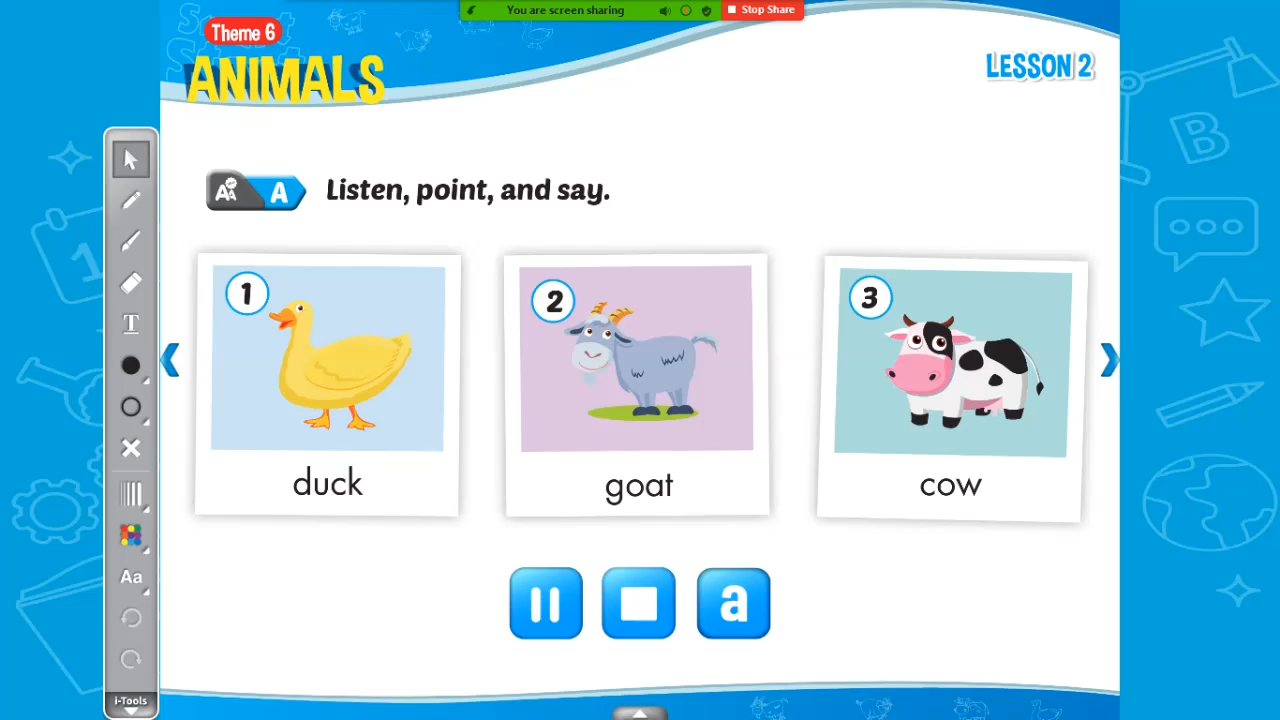 You are screen sharing
Stop Share
Theme 6
ANIMALS
LESSON 2
A Listen, point, and say.
1
2
3
duck
goat
cow
T
Aa
i-Tools
a
B
1